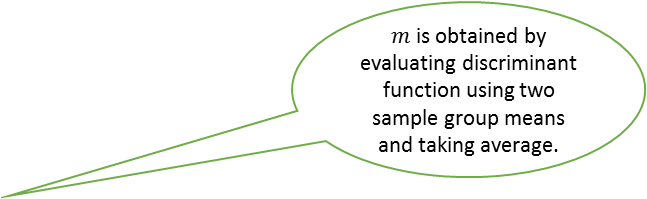 𝑚 is obtained by
evaluating discriminant
function using two
sample group means
and taking average.